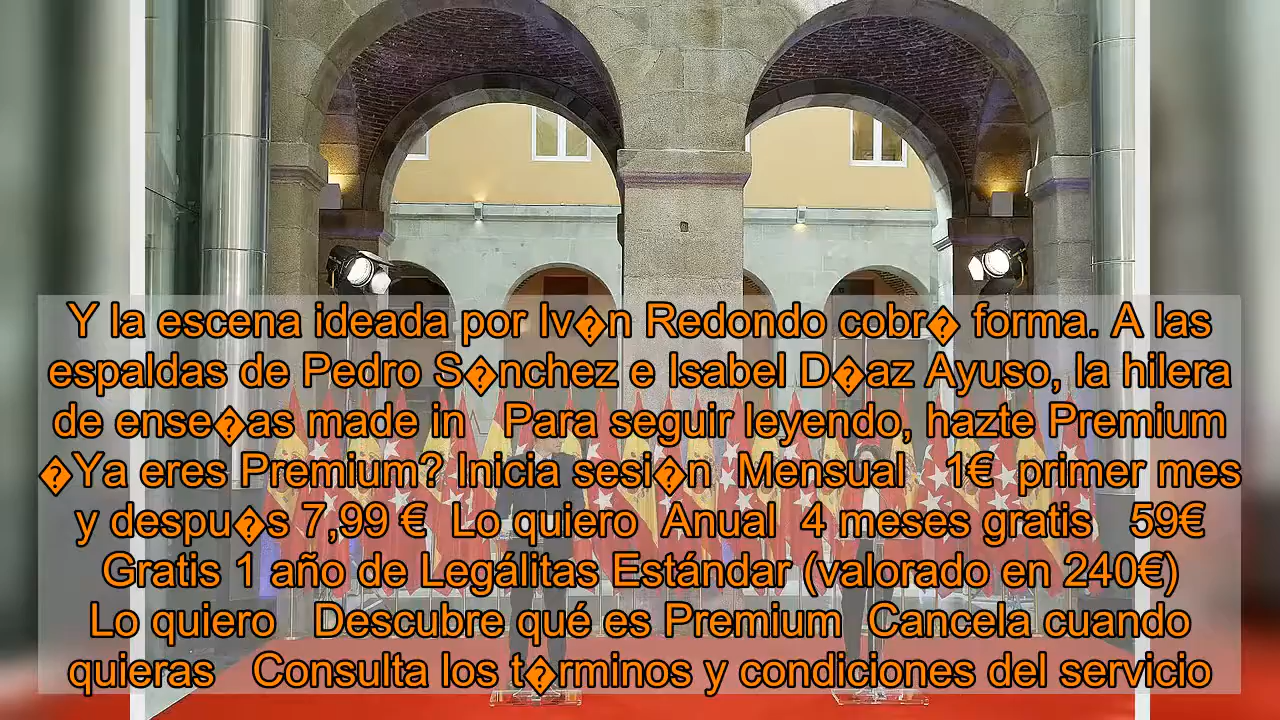 Y la escena ideada por Iv�n Redondo cobr� forma. A las
espaldas de Pedro S�nchez e Isabel D�az Ayuso, la hilera
de ense�as made in   Para seguir leyendo, hazte Premium
�Ya eres Premium? Inicia sesi�n  Mensual   1€  primer mes
y despu�s 7,99 €  Lo quiero  Anual  4 meses gratis   59€
Gratis 1 año de Legálitas Estándar (valorado en 240€)
Lo quiero   Descubre qué es Premium  Cancela cuando
quieras   Consulta los t�rminos y condiciones del servicio